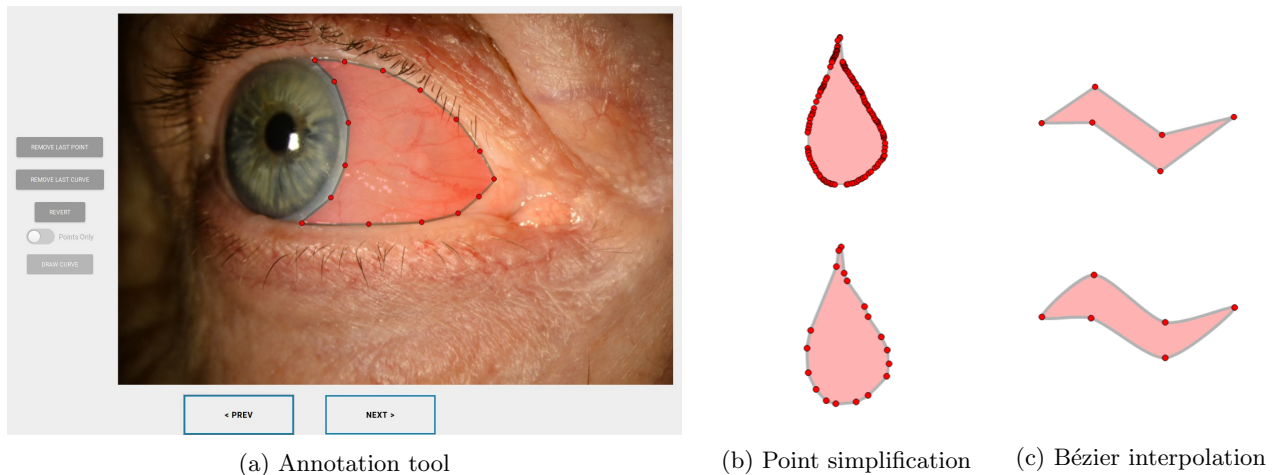 REMOVE LAST POINT
REMOVE LAST CURVE
REVERT
Points Only
DRAW CURVE
< PREV
NEXT >
(a) Annotation tool
(b) Point simplification
(c) Bézier interpolation